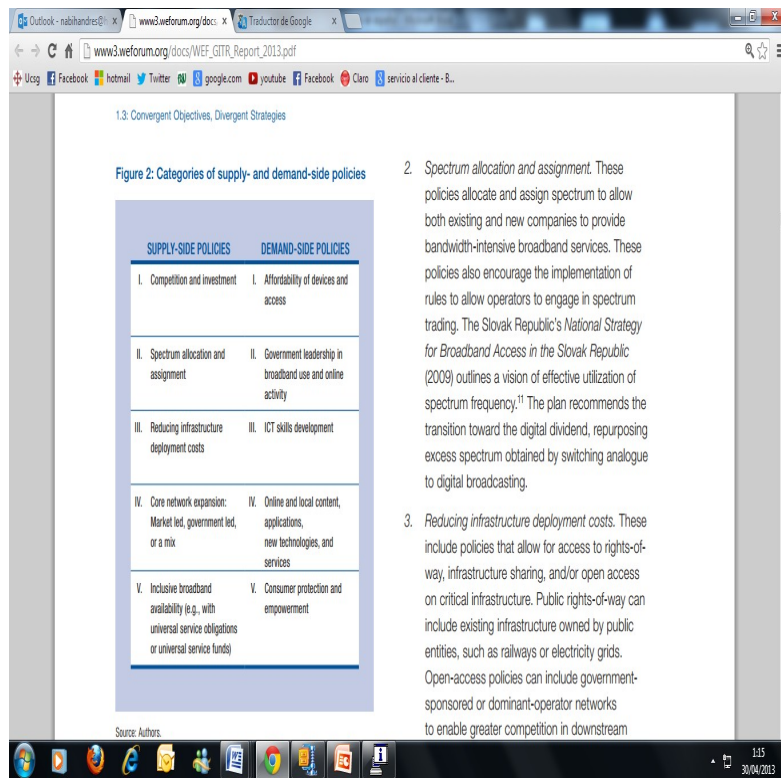 Outlook - nabihandres@h
www3.weforum.org/docs,
Traductor de Google
www3.weforum.org/docs/WEF_GITR_Report_2013.pdf
Ucsg Facebook hotmail Twitter google.com youtube Facebook Claro servicio al cliente - B...
1.3: Convergent Objectives, Divergent Strategies
Figure 2: Categories of supply- and demand-side policies
SUPPLY-SIDE POLICIES DEMAND-SIDE POLICIES
I. Competition and investment
I. Affordability of devices and
access
II. Spectrum allocation and
assignment
II. Government leadership in
broadband use and online
activity
III. Reducing infrastructure
deployment costs
III. ICT skills development
IV. Core network expansion:
Market led, government led,
or a mix
IV. Online and local content,
applications,
new technologies, and
services
V. Inclusive broadband
availability (e.g., with
universal service obligations
or universal service funds)
V. Consumer protection and
empowerment
Source: Authors.
2. Spectrum allocation and assignment. These
policies allocate and assign spectrum to allow
both existing and new companies to provide
bandwidth-intensive broadband services. These
policies also encourage the implementation of
rules to allow operators to engage in spectrum
trading. The Slovak Republic's National Strategy
for Broadband Access in the Slovak Republic
(2009) outlines a vision of effective utilization of
spectrum frequency.11 The plan recommends the
transition toward the digital dividend, repurposing
excess spectrum obtained by switching analogue
to digital broadcasting.
3. Reducing infrastructure deployment costs. These
include policies that allow for access to rights-of-
way, infrastructure sharing, and/or open access
on critical infrastructure. Public rights-of-way can
include existing infrastructure owned by public
entities, such as railways or electricity grids.
Open-access policies can include government-
sponsored or dominant-operator networks
to enable greater competition in downstream
1:15
30/04/2013